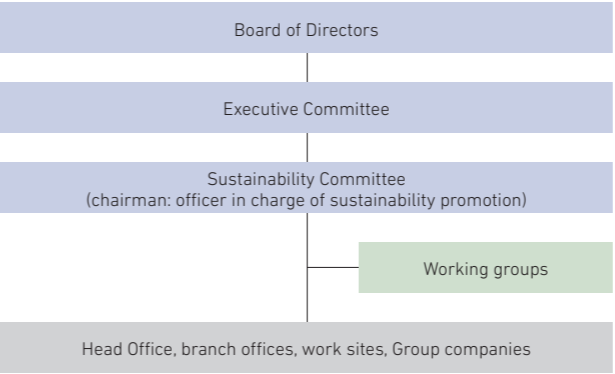 Board of Directors
Executive Committee
Sustainability Committee
(chairman: officer in charge of sustainability promotion)
Working groups
Head Office, branch offices, work sites, Group companies